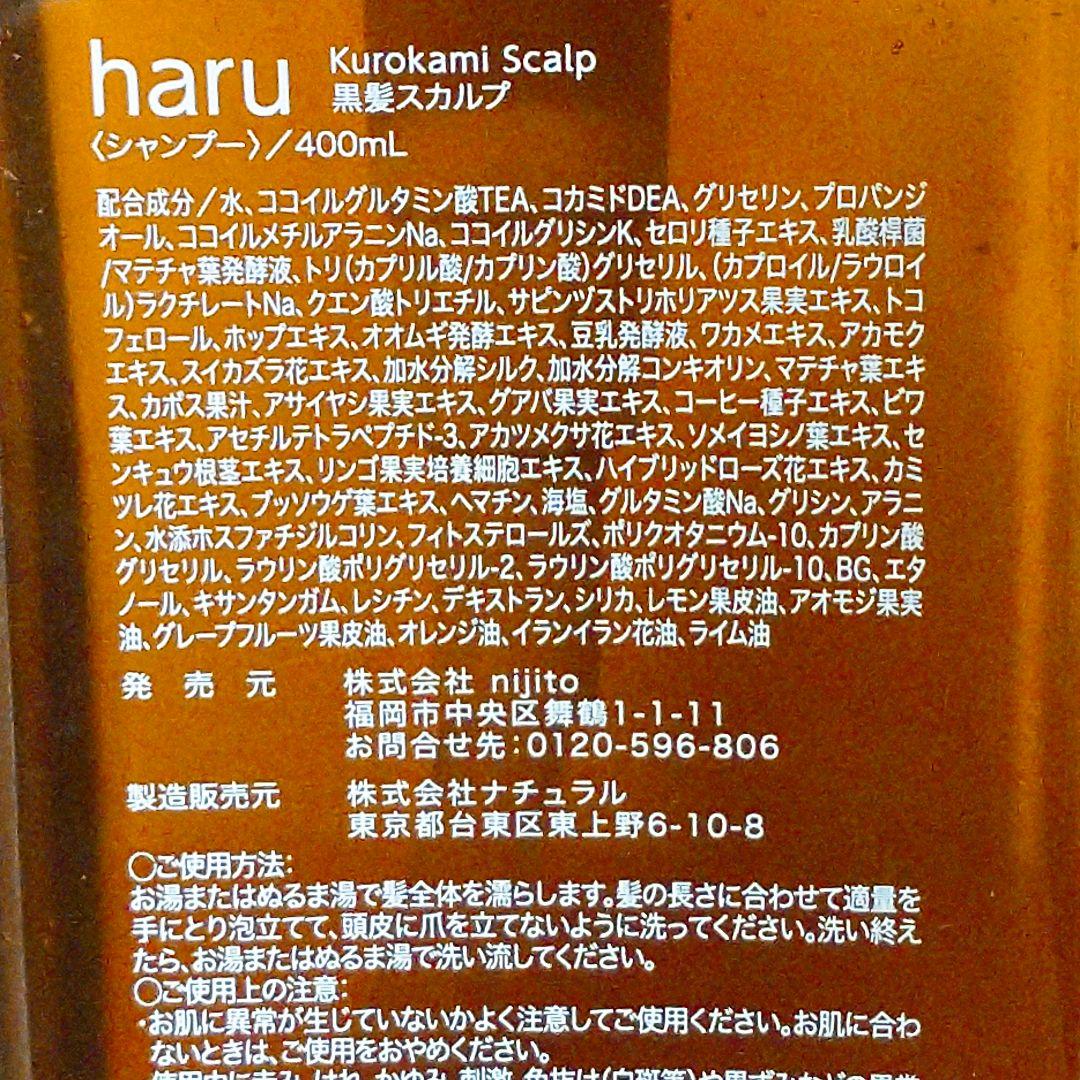 haru Kurokami Scalp
黒髪スカルプ
〈シャンプー〉/400mL
配合成分/水、ココイルグルタミン酸TEA、コカミドDEA、グリセリン、プロパンジ
オール、ココイルメチルアラニンNa、ココイルグリシンK、セロリ種子エキス、乳酸桿菌
/マテチャ葉発酵液、トリ(カプリル酸/カプリン酸)グリセリル、(カプロイル/ラウロイ
ル)ラクチレートNa、クエン酸トリエチル、サピンヅストリホリアツス果実エキス、トコ
フェロール、ホップエキス、オオムギ発酵エキス、豆乳発酵液、ワカメエキス、アカモク
エキス、スイカズラ花エキス、加水分解シルク、加水分解コンキオリン、マテチャ葉エキ
ス、カボス果汁、アサイヤシ果実エキス、グアバ果実エキス、コーヒー種子エキス、ビワ
葉エキス、アセチルテトラペプチド-3、アカツメクサ花エキス、ソメイヨシノ葉エキス、セ
ンキュウ根茎エキス、リンゴ果実培養細胞エキス、ハイブリッドローズ花エキス、カミ
ツレ花エキス、ブッソウゲ葉エキス、ヘマチン、海塩、グルタミン酸Na、グリシン、アラニ
ン、水添ホスファチジルコリン、フィトステロールズ、ポリクオタニウム-10、カプリン酸
グリセリル、ラウリン酸ポリグリセリル-2、ラウリン酸ポリグリセリル-10、BG、エタ
ノール、キサンタンガム、レシチン、デキストラン、シリカ、レモン果皮油、アオモジ果実
油、グレープフルーツ果皮油、オレンジ油、イランイラン花油、ライム油
発売元 株式会社 nijito
福岡市中央区舞鶴1-1-11
お問合せ先:0120-596-806
製造販売元 株式会社ナチュラル
東京都台東区東上野6-10-8
○ご使用方法:
お湯またはぬるま湯で髪全体を濡らします。髪の長さに合わせて適量を
手にとり泡立てて、頭皮に爪を立てないように洗ってください。洗い終え
たら、お湯またはぬるま湯で洗い流してください。
○ご使用上の注意:
・お肌に異常が生じていないかよく注意してご使用ください。お肌に合わ
ないときは、ご使用をおやめください。
使用中に赤み、はれ、かゆみ、刺激、色抜け(白斑等)や黒ずみなどの異常